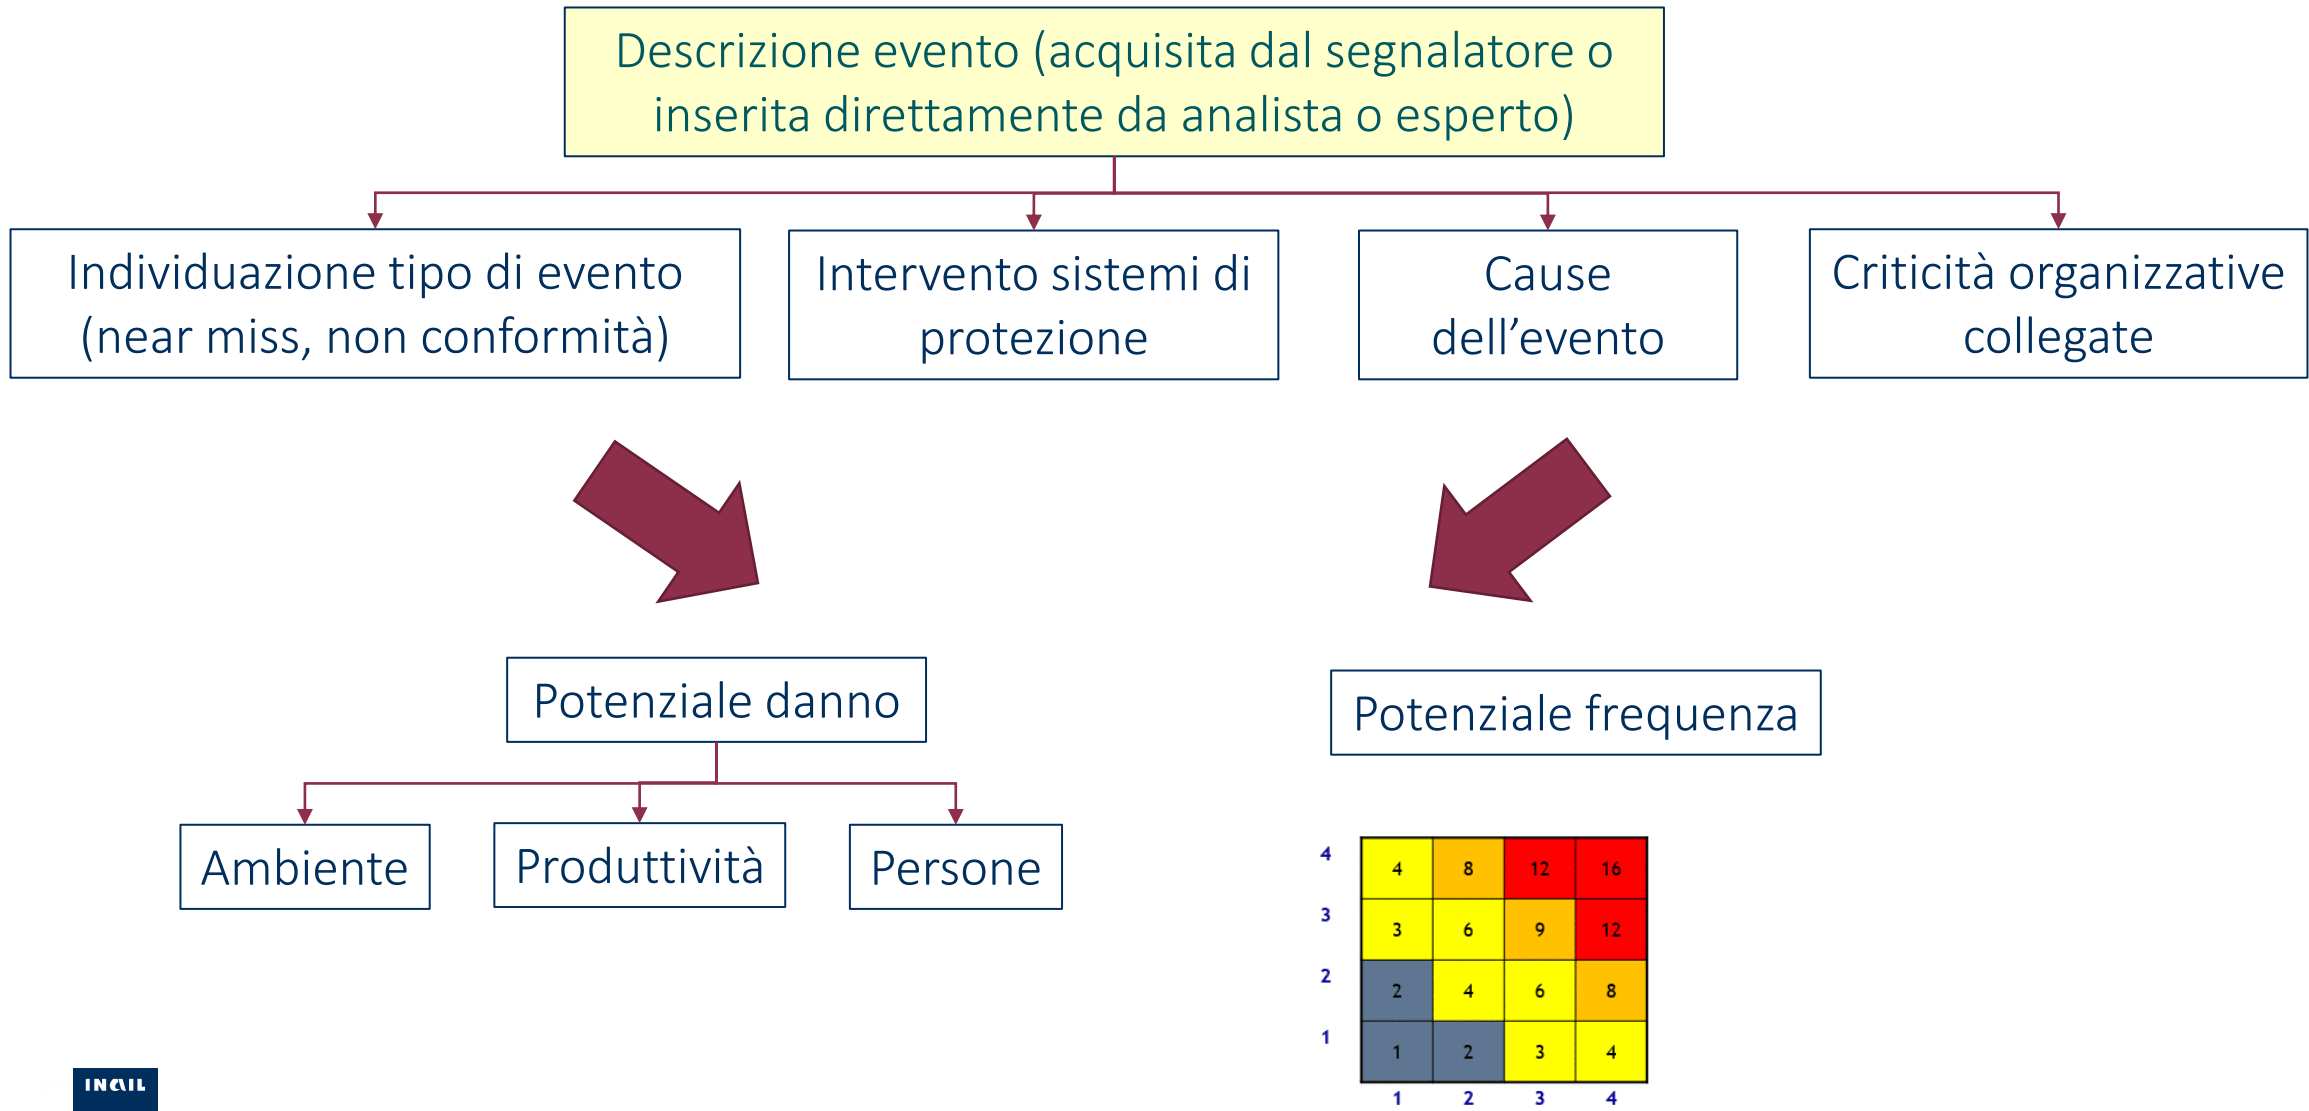 Descrizione evento (acquisita dal segnalatore o
inserita direttamente da analista o esperto)
Individuazione tipo di evento
(near miss, non conformità)
Intervento sistemi di
protezione
Cause
dell’evento
Criticità organizzative
collegate
Potenziale danno
Potenziale frequenza
Ambiente
Produttività
Persone
4 4 8 12 16
3 3 6 9 12
2 2 4 6 8
1 1 2 3 4
1 2 3 4
INAIL